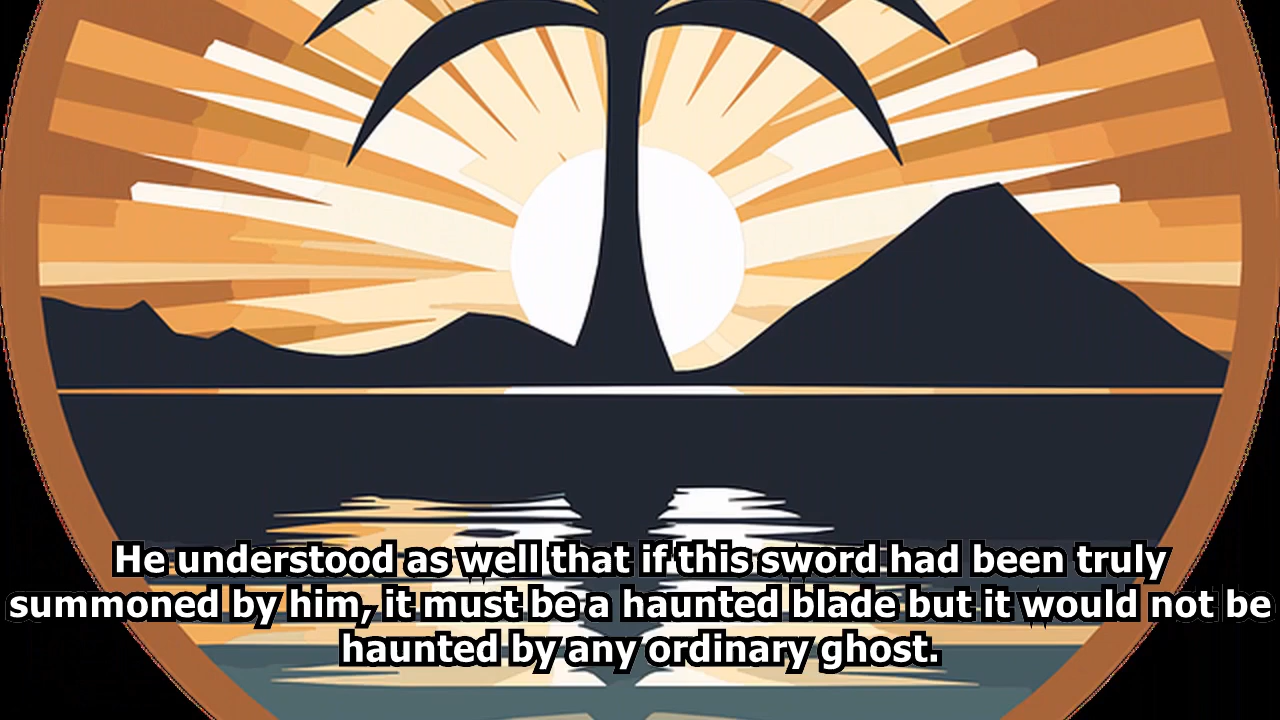 He understood as well that if this sword had been truly
summoned by him, it must be a haunted blade but it would not be
haunted by any ordinary ghost.